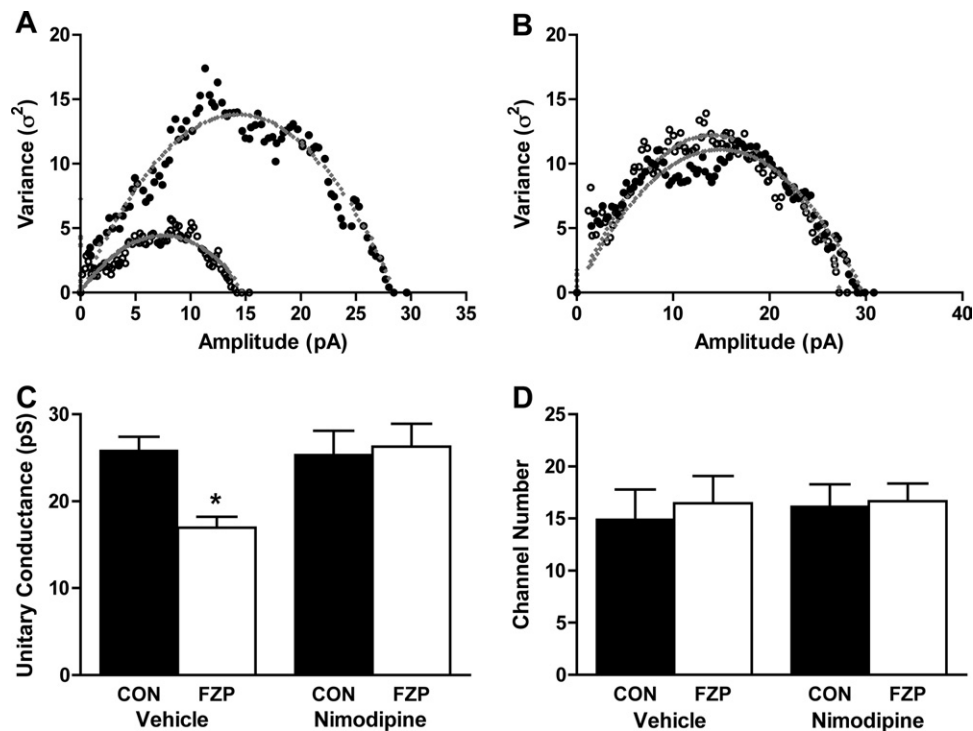 A
20
15
10
5
0
Variance (σ²)
0 5 10 15 20 25 30 35
Amplitude (pA)
B
20
15
10
5
0
Variance (σ²)
0 10 20 30 40
Amplitude (pA)
C
30
20
10
0
Unitary Conductance (pS)
*
CON FZP CON FZP
Vehicle Nimodipine
D
25
20
15
10
5
0
Channel Number
CON FZP CON FZP
Vehicle Nimodipine